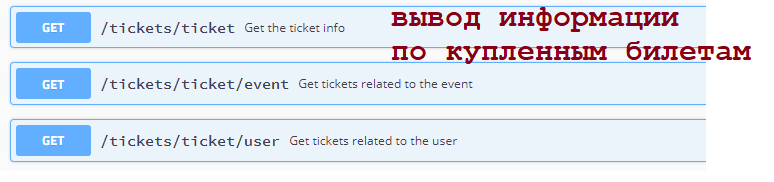 GET /tickets/ticket Get the ticket info
вывод информации
по купленным билетам
GET /tickets/ticket/event Get tickets related to the event
GET /tickets/ticket/user Get tickets related to the user